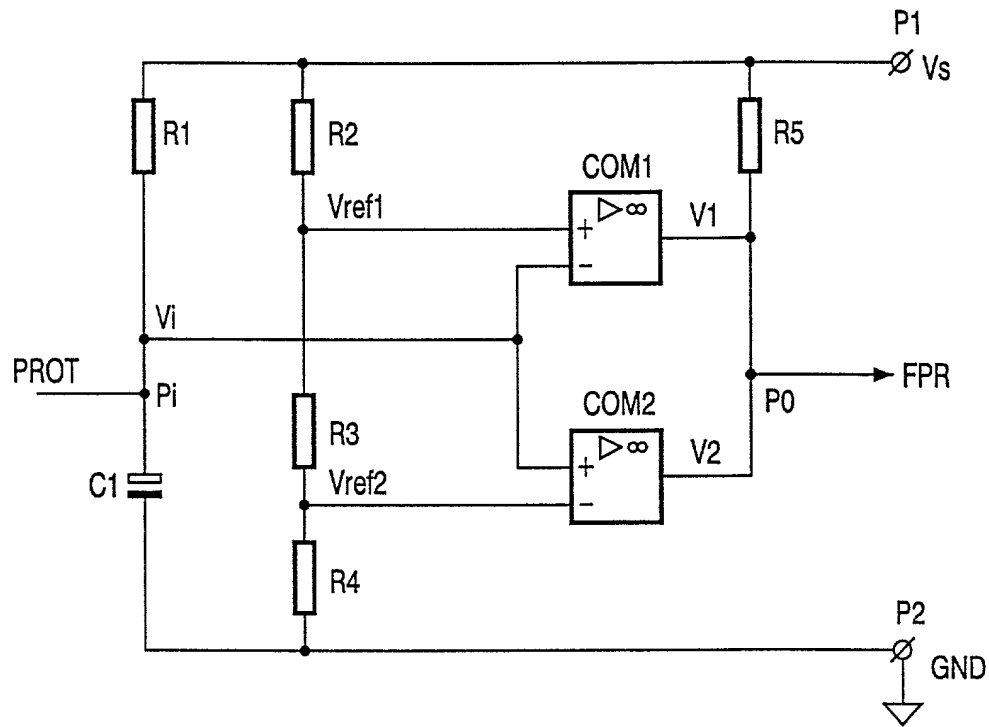 P1
Vs
R1
R2
R5
COM1
Vref1
▷∞
V1
+
−
Vi
PROT
Pi
FPR
P0
COM2
R3
▷∞
V2
C1
Vref2
+
−
R4
P2
GND